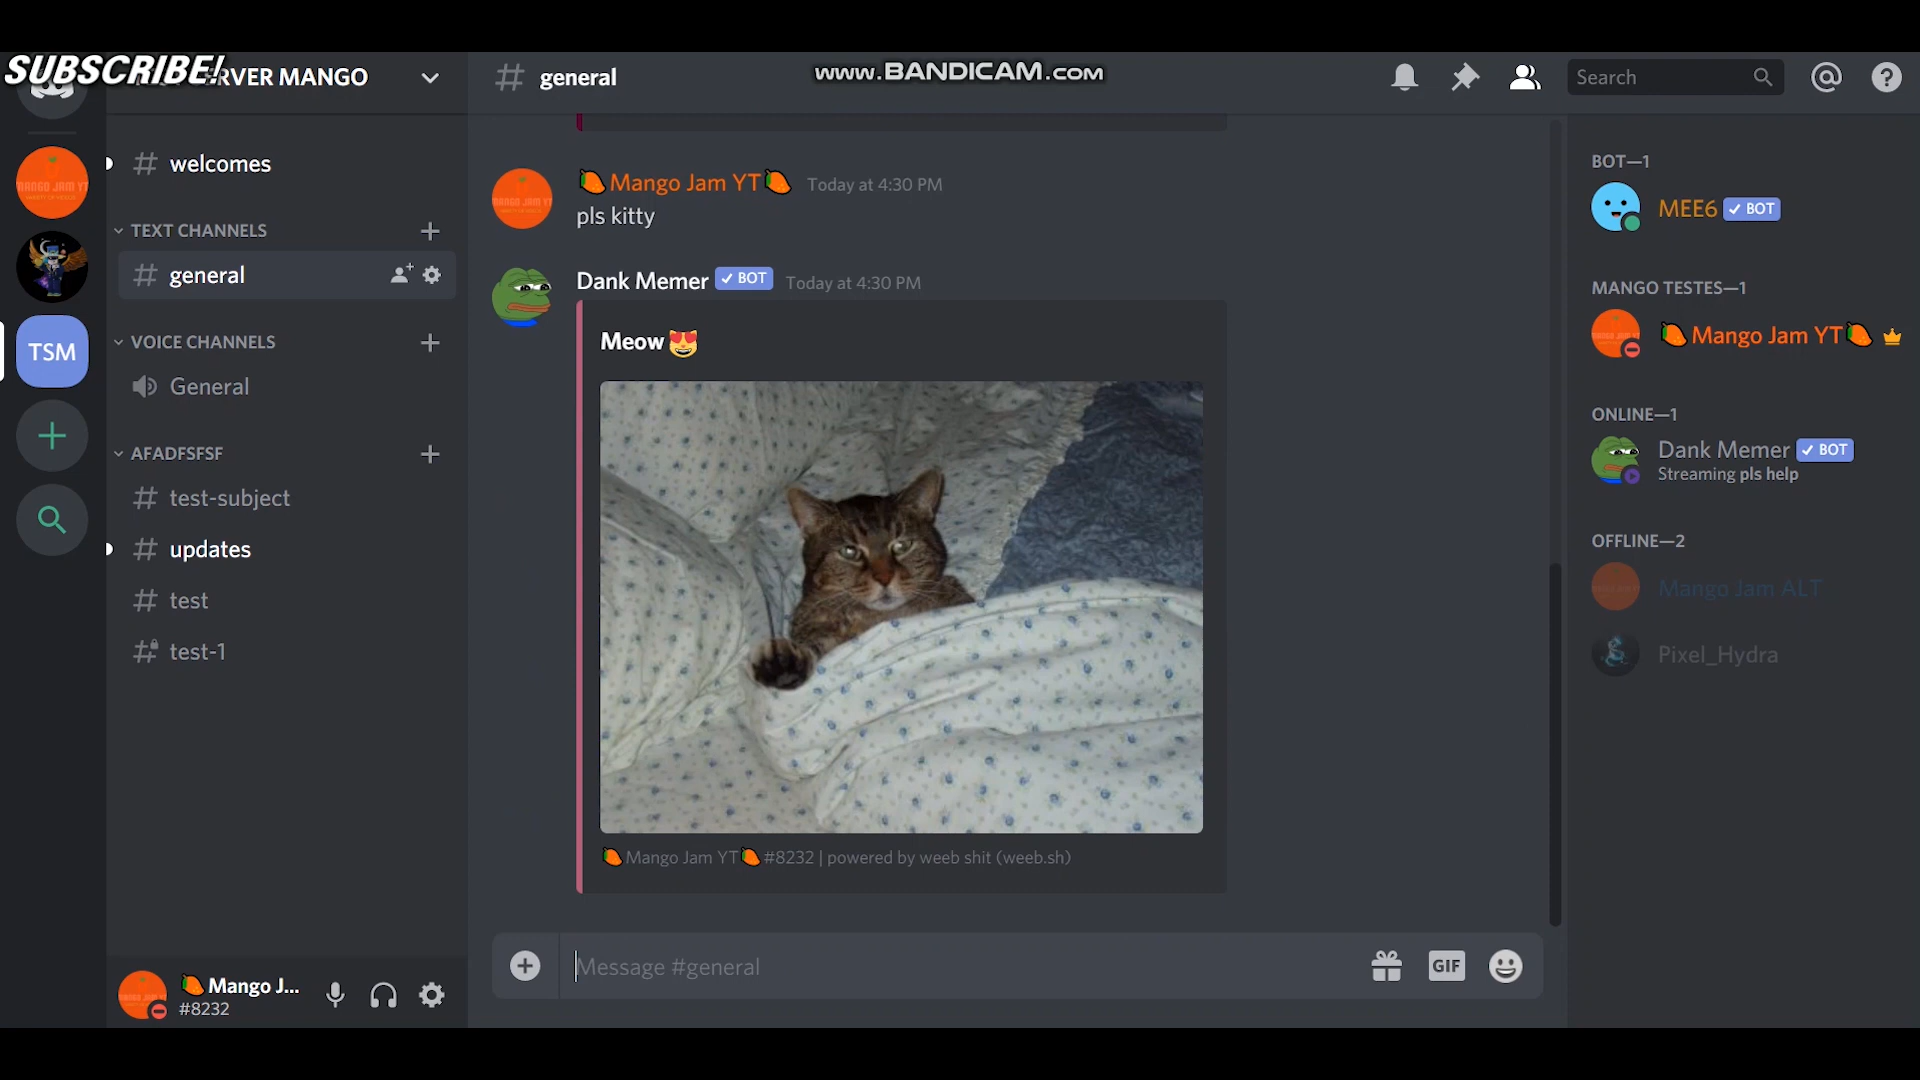 SUBSCRIBE!
RVER MANGO
general
www.BANDICAM.com
Search
welcomes
TEXT CHANNELS
general
VOICE CHANNELS
General
AFADFSFSF
test-subject
updates
test
test-1
MANGO JAM YT
TSM
Mango J...
#8232
Mango Jam YT Today at 4:30 PM
pls kitty
Dank Memer BOT Today at 4:30 PM
Meow
Mango Jam YT #8232 | powered by weeb shit (weeb.sh)
Message #general
GIF
BOT—1
MEE6 BOT
MANGO TESTES—1
Mango Jam YT
ONLINE—1
Dank Memer BOT
Streaming pls help
OFFLINE—2
Mango Jam ALT
Pixel_Hydra